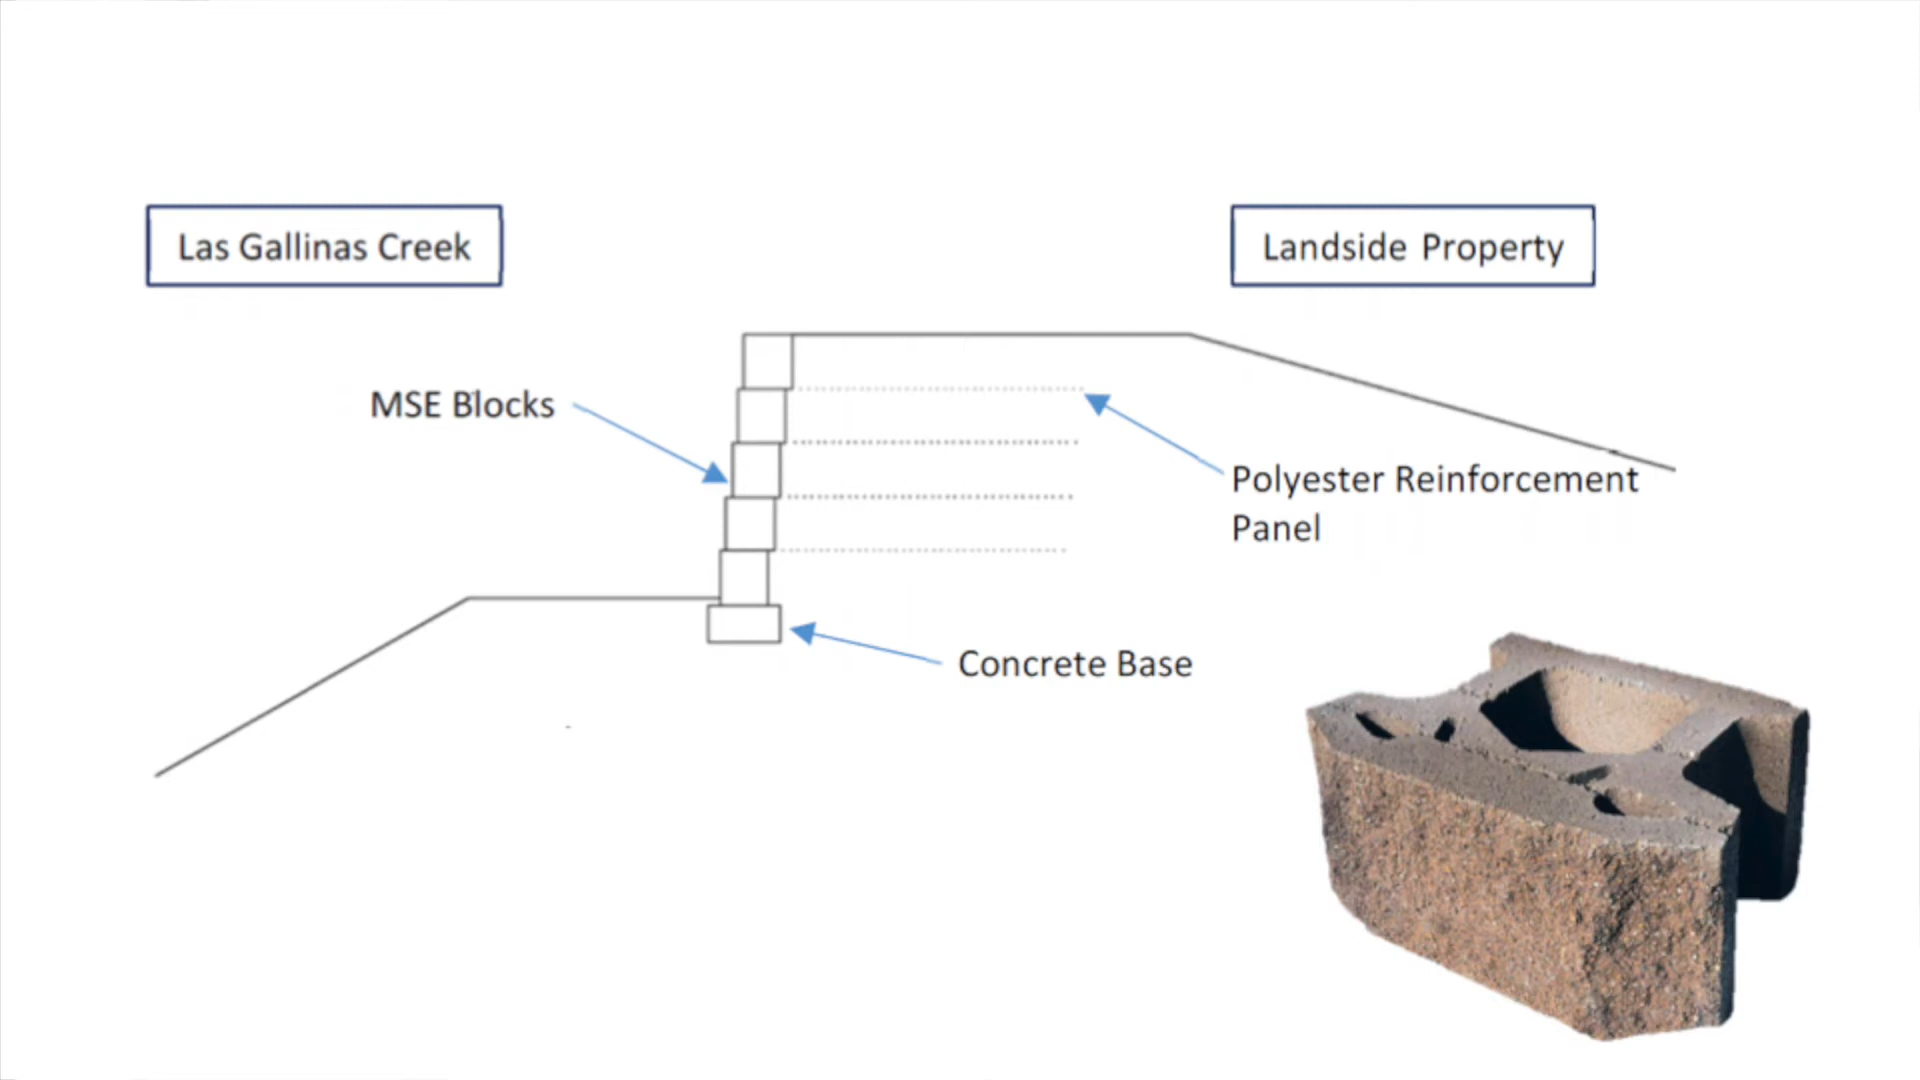 Las Gallinas Creek
Landside Property
MSE Blocks
Polyester Reinforcement
Panel
Concrete Base